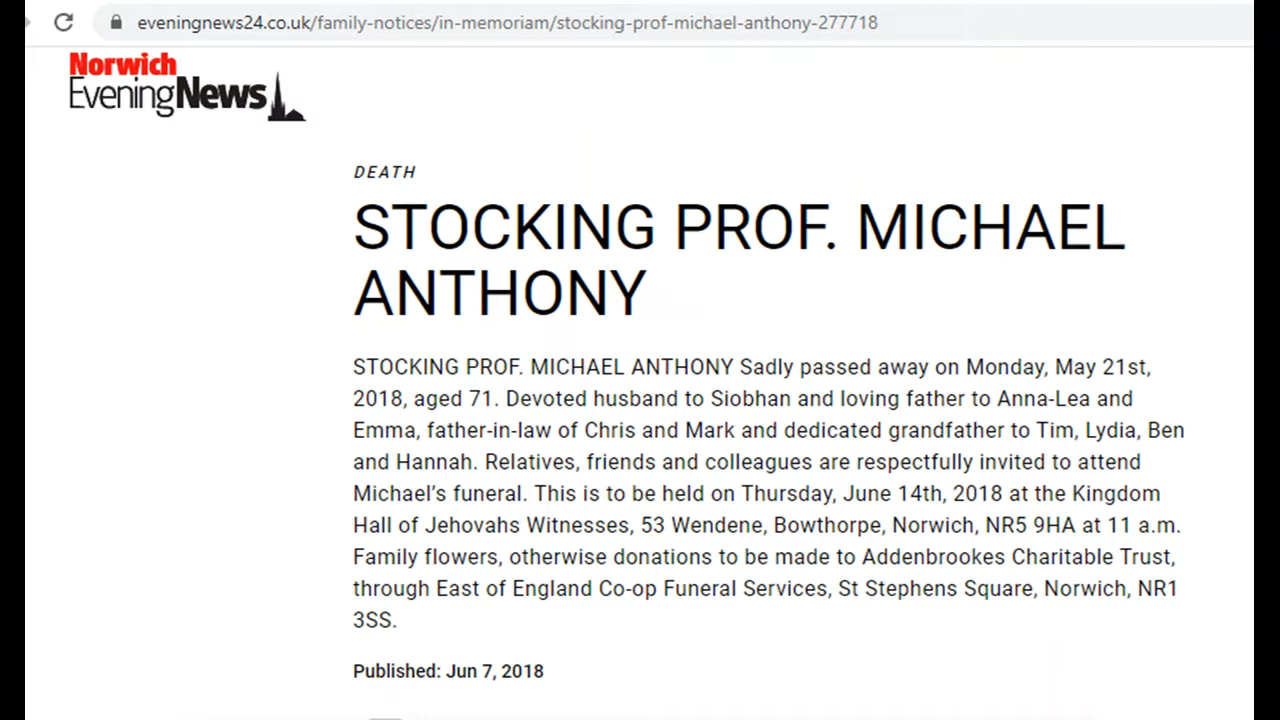 eveningnews24.co.uk/family-notices/in-memoriam/stocking-prof-michael-anthony-277718
Norwich
EveningNews
DEATH
STOCKING PROF. MICHAEL
ANTHONY
STOCKING PROF. MICHAEL ANTHONY Sadly passed away on Monday, May 21st,
2018, aged 71. Devoted husband to Siobhan and loving father to Anna-Lea and
Emma, father-in-law of Chris and Mark and dedicated grandfather to Tim, Lydia, Ben
and Hannah. Relatives, friends and colleagues are respectfully invited to attend
Michael's funeral. This is to be held on Thursday, June 14th, 2018 at the Kingdom
Hall of Jehovahs Witnesses, 53 Wendene, Bowthorpe, Norwich, NR5 9HA at 11 a.m.
Family flowers, otherwise donations to be made to Addenbrookes Charitable Trust,
through East of England Co-op Funeral Services, St Stephens Square, Norwich, NR1
3SS.
Published: Jun 7, 2018